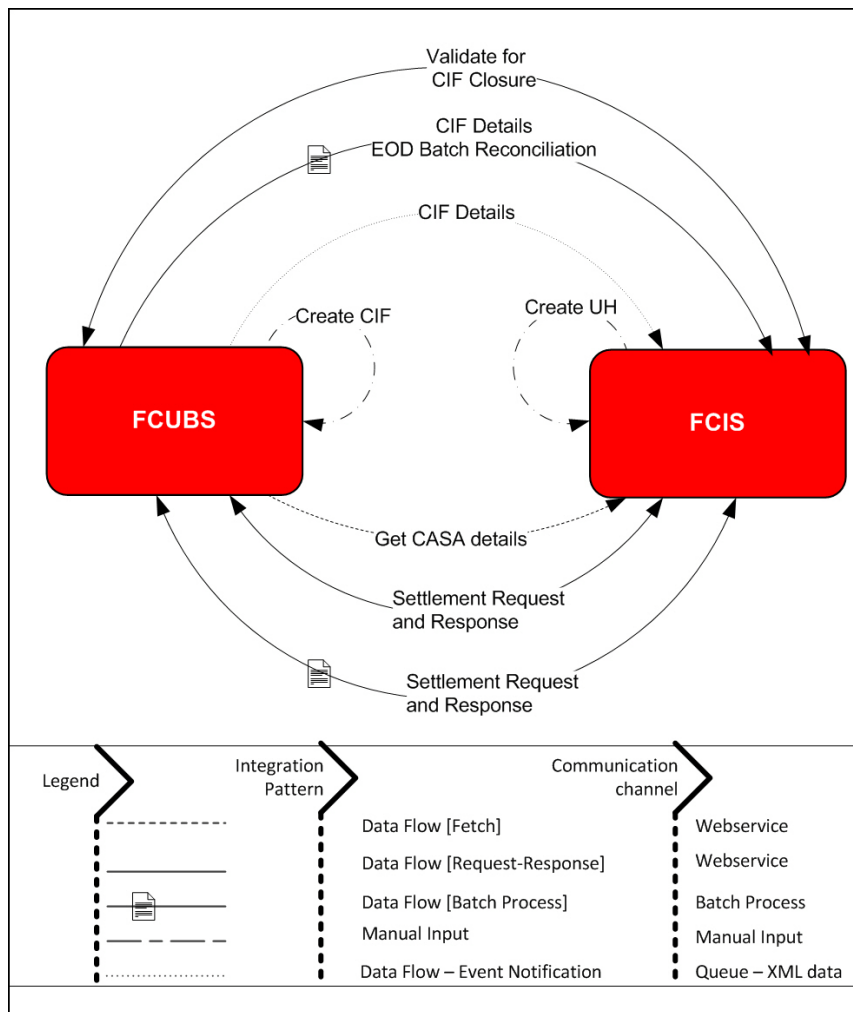 Validate for
CIF Closure
CIF Details
EOD Batch Reconciliation
CIF Details
Create CIF
Create UH
FCUBS
FCIS
Get CASA details
Settlement Request
and Response
Settlement Request
and Response
Legend
Integration
Pattern
Communication
channel
Data Flow [Fetch]
Webservice
Data Flow [Request-Response]
Webservice
Data Flow [Batch Process]
Batch Process
Manual Input
Manual Input
Data Flow – Event Notification
Queue – XML data